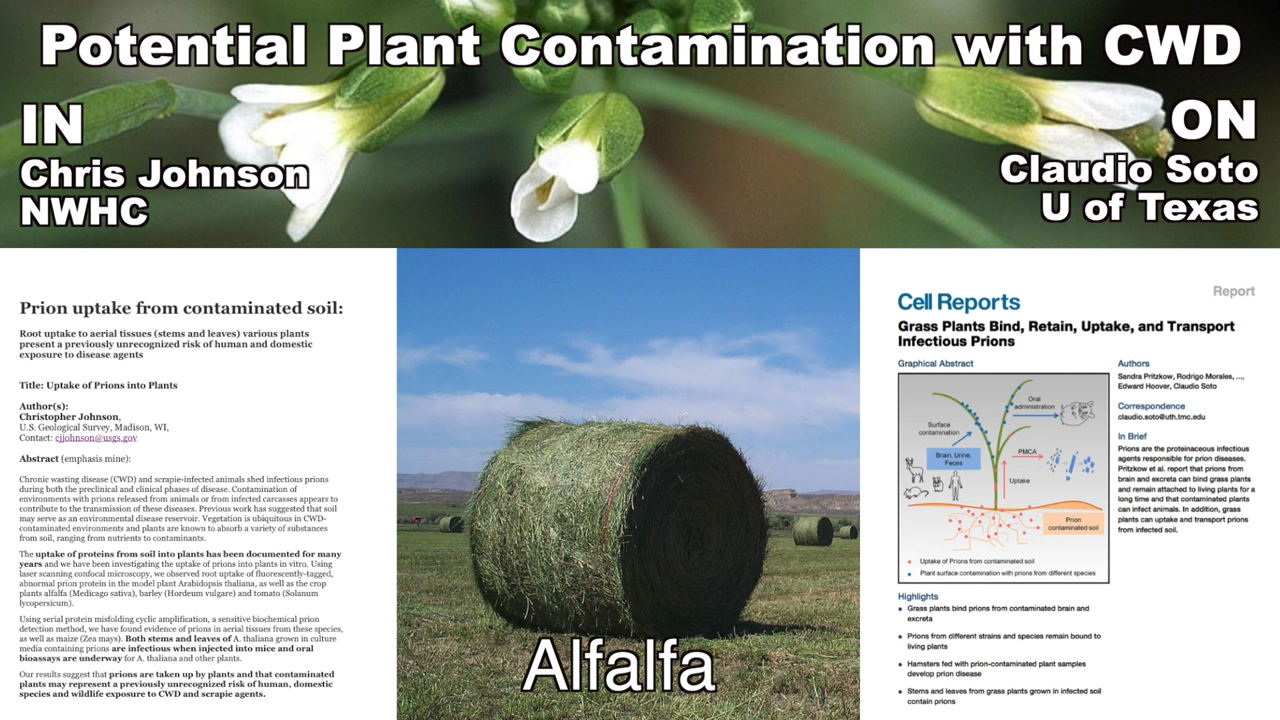 Potential Plant Contamination with CWD
IN
Chris Johnson
NWHC
ON
Claudio Soto
U of Texas
Prion uptake from contaminated soil:
Root uptake to aerial tissues (stems and leaves) various plants
present a previously unrecognized risk of human and domestic
exposure to disease agents
Title: Uptake of Prions into Plants
Author(s):
Christopher Johnson,
U.S. Geological Survey, Madison, WI,
Contact: cjjohnson@usgs.gov
Abstract (emphasis mine):
Chronic wasting disease (CWD) and scrapie-infected animals shed infectious prions
during both the preclinical and clinical phases of disease. Contamination of
environments with prions released from animals or from infected carcasses appears to
contribute to the transmission of these diseases. Previous work has suggested that soil
may serve as an environmental disease reservoir. Vegetation is ubiquitous in CWD-
contaminated environments and plants are known to absorb a variety of substances
from soil, ranging from nutrients to contaminants.
The uptake of proteins from soil into plants has been documented for many
years and we have been investigating the uptake of prions into plants in vitro. Using
laser scanning confocal microscopy, we observed root uptake of fluorescently-tagged,
abnormal prion protein in the model plant Arabidopsis thaliana, as well as the crop
plants alfalfa (Medicago sativa), barley (Hordeum vulgare) and tomato (Solanum
lycopersicum).
Using serial protein misfolding cyclic amplification, a sensitive biochemical prion
detection method, we have found evidence of prions in aerial tissues from these species,
as well as maize (Zea mays). Both stems and leaves of A. thaliana grown in culture
media containing prions are infectious when injected into mice and oral
bioassays are underway for A. thaliana and other plants.
Our results suggest that prions are taken up by plants and that contaminated
plants may represent a previously unrecognized risk of human, domestic
species and wildlife exposure to CWD and scrapie agents.
Alfalfa
Report
Cell Reports
Grass Plants Bind, Retain, Uptake, and Transport
Infectious Prions
Graphical Abstract
Oral
administration
Surface
contamination
Brain, Urine,
Feces
PMCA
Uptake
Prion
contaminated soil
Uptake of Prions from contaminated soil
Plant surface contamination with prions from different species
Highlights
• Grass plants bind prions from contaminated brain and
excreta
• Prions from different strains and species remain bound to
living plants
• Hamsters fed with prion-contaminated plant samples
develop prion disease
• Stems and leaves from grass plants grown in infected soil
contain prions
Authors
Sandra Pritzkow, Rodrigo Morales, ...,
Edward Hoover, Claudio Soto
Correspondence
claudio.soto@uth.tmc.edu
In Brief
Prions are the proteinaceous infectious
agents responsible for prion diseases.
Pritzkow et al. report that prions from
brain and excreta can bind grass plants
and remain attached to living plants for a
long time and that contaminated plants
can infect animals. In addition, grass
plants can uptake and transport prions
from infected soil.